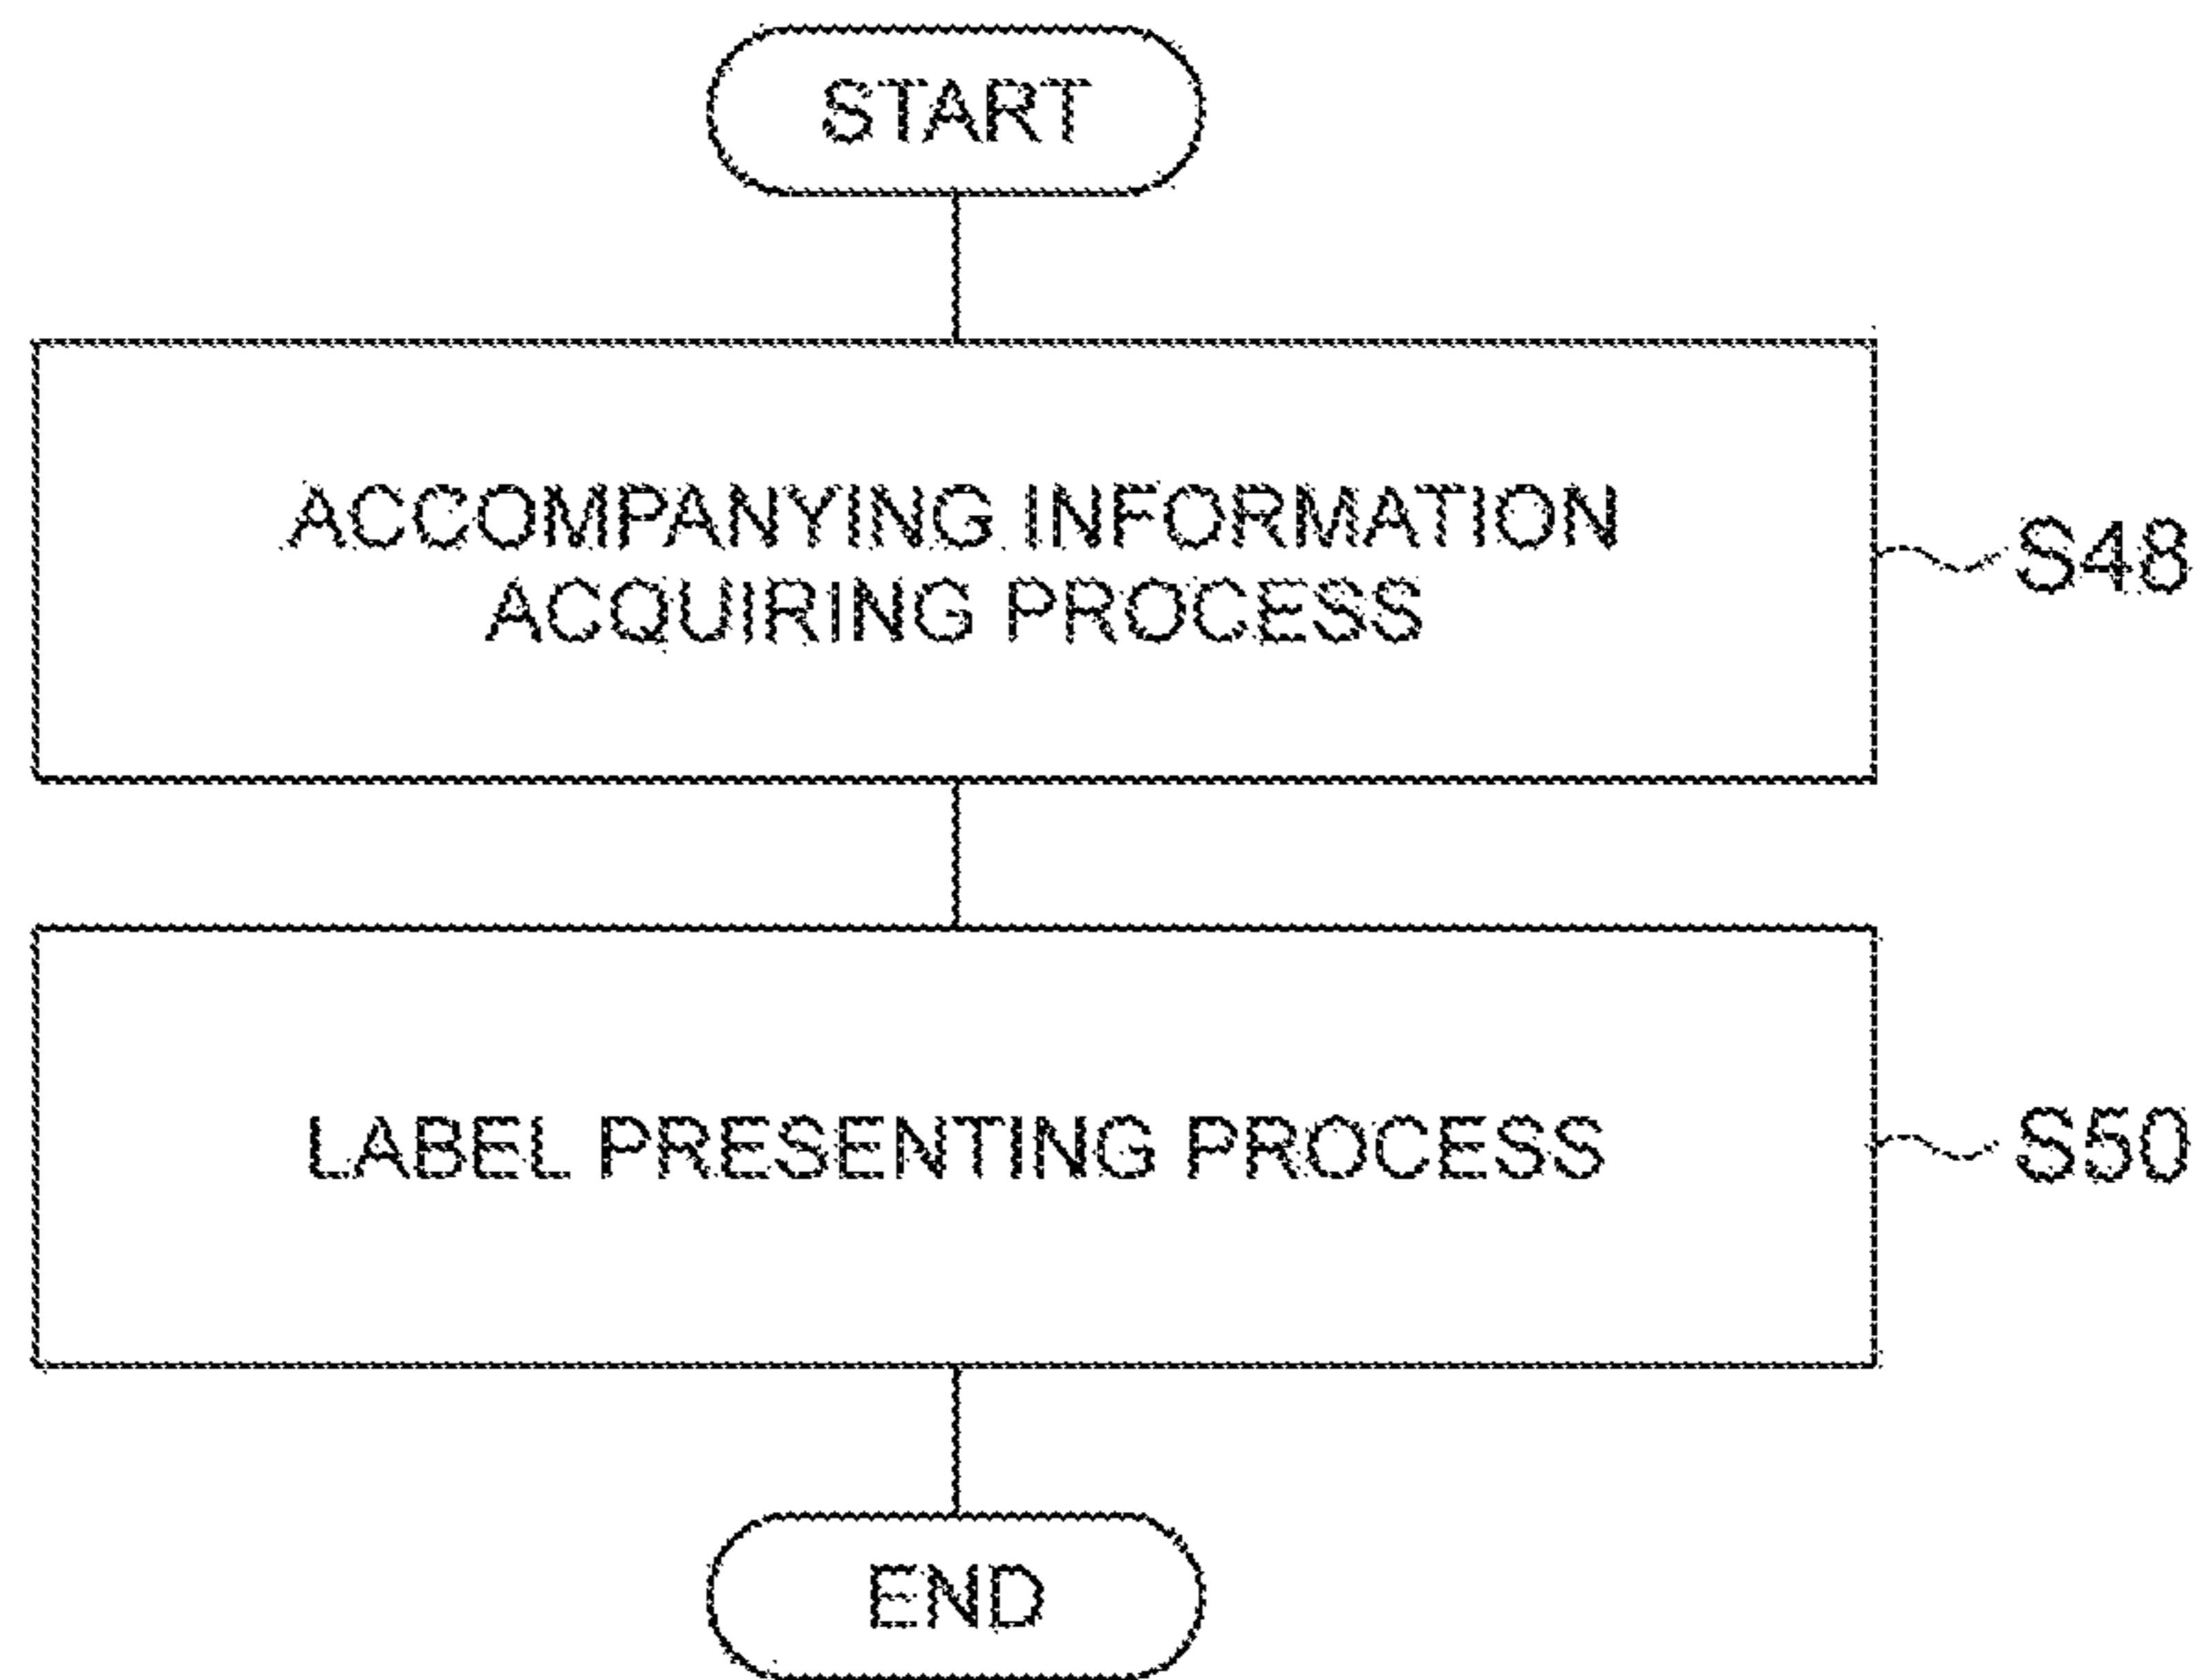 START
ACCOMPANYING INFORMATION
ACQUIRING PROCESS
S48
LABEL PRESENTING PROCESS
S50
END